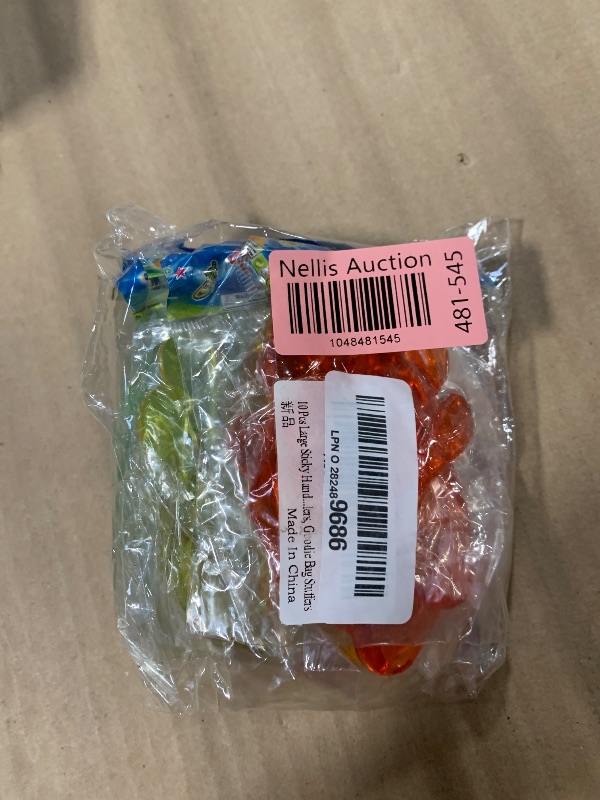 Nellis Auction
1048481545
481-545
LPN O 282489686
10 Pcs Large Sticky Hand...lers, Goodie Bag Stuffers
新品
Made In China